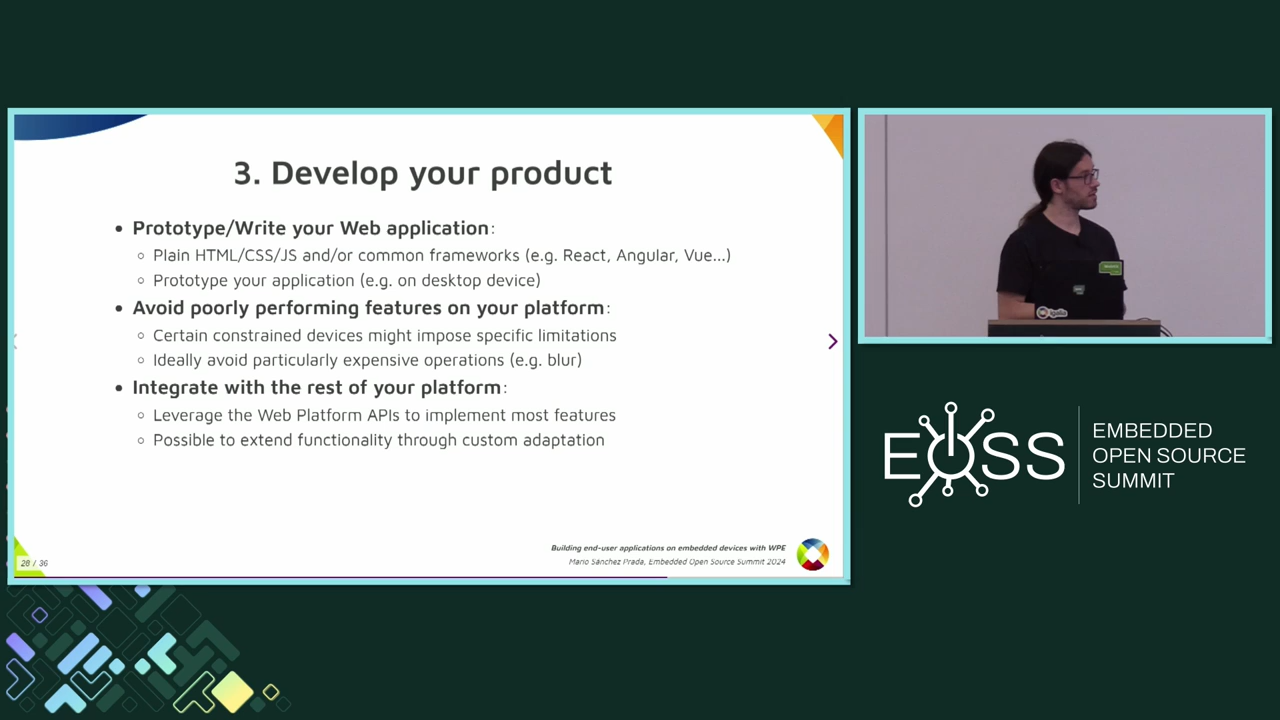 3. Develop your product
Prototype/Write your Web application:
Plain HTML/CSS/JS and/or common frameworks (e.g. React, Angular, Vue...)
Prototype your application (e.g. on desktop device)
Avoid poorly performing features on your platform:
Certain constrained devices might impose specific limitations
Ideally avoid particularly expensive operations (e.g. blur)
Integrate with the rest of your platform:
Leverage the Web Platform APIs to implement most features
Possible to extend functionality through custom adaptation
Building end-user applications on embedded devices with WPE
Mario Sánchez Prada, Embedded Open Source Summit 2024
28 / 36
EOSS
EMBEDDED
OPEN SOURCE
SUMMIT